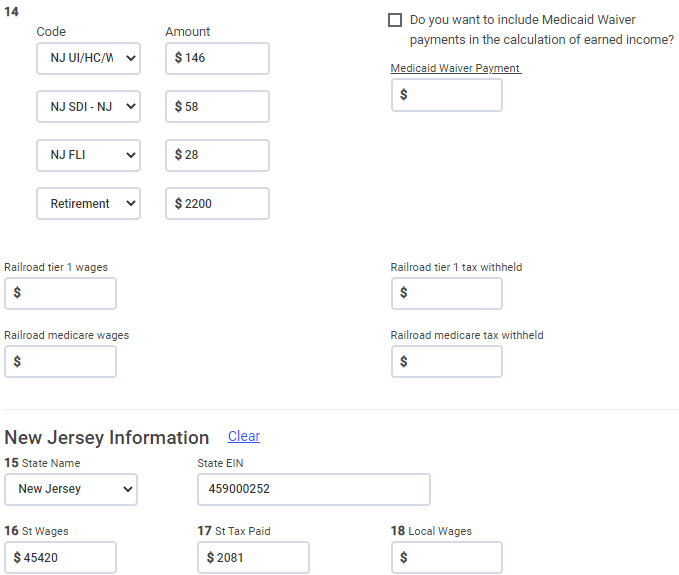 14
Code Amount
NJ UI/HC/W $ 146
NJ SDI - NJ $ 58
NJ FLI $ 28
Retirement $ 2200
Do you want to include Medicaid Waiver
payments in the calculation of earned income?
Medicaid Waiver Payment
$
Railroad tier 1 wages Railroad tier 1 tax withheld
$ $
Railroad medicare wages Railroad medicare tax withheld
$ $
New Jersey Information Clear
15 State Name State EIN
New Jersey 459000252
16 St Wages 17 St Tax Paid 18 Local Wages
$ 45420 $ 2081 $